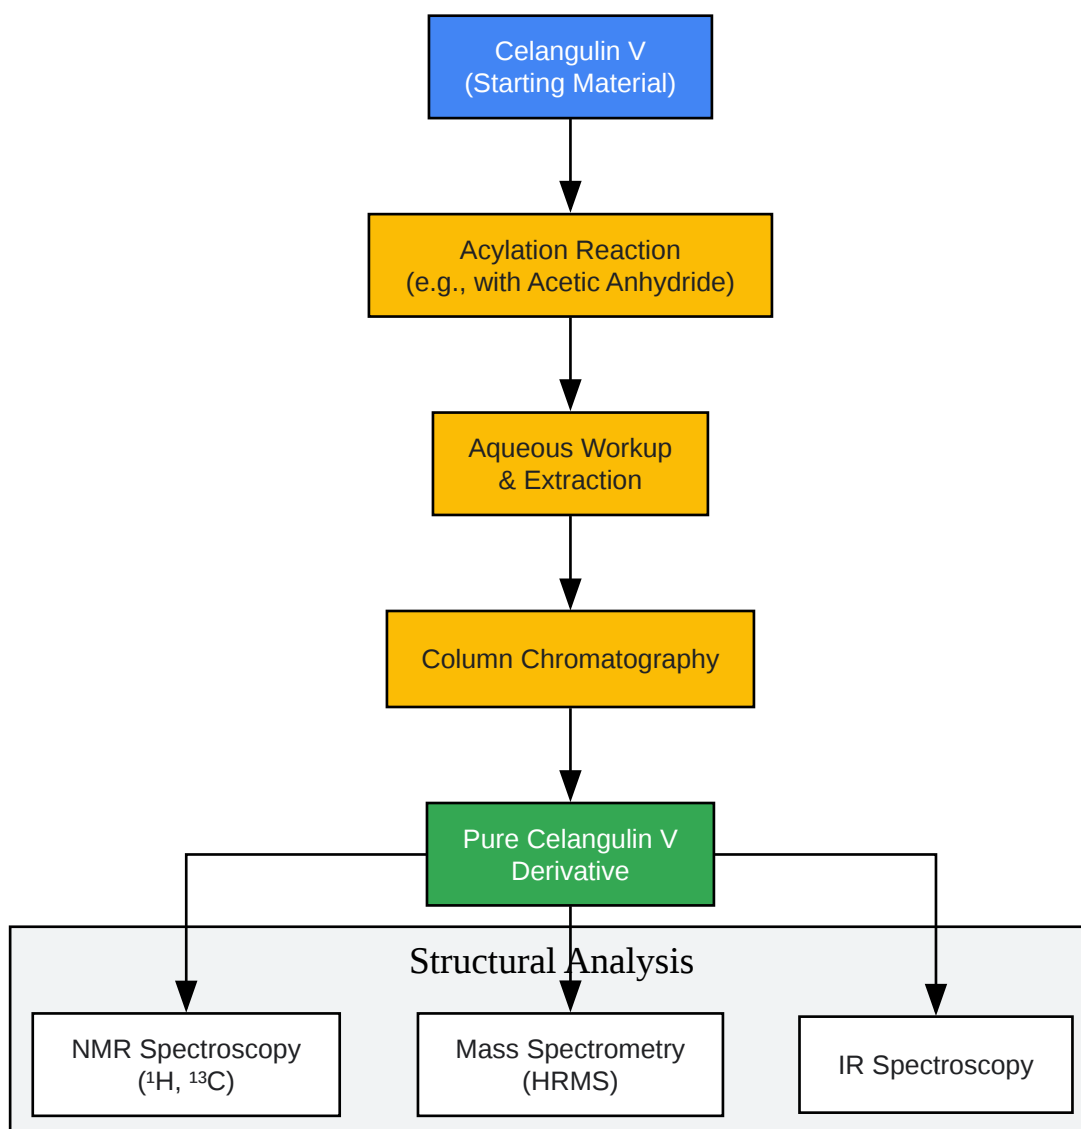 Celangulin V
(Starting Material)
Acylation Reaction
(e.g., with Acetic Anhydride)
Aqueous Workup
& Extraction
Column Chromatography
Pure Celangulin V
Derivative
Structural Analysis
NMR Spectroscopy
(¹H, ¹³C)
Mass Spectrometry
(HRMS)
IR Spectroscopy